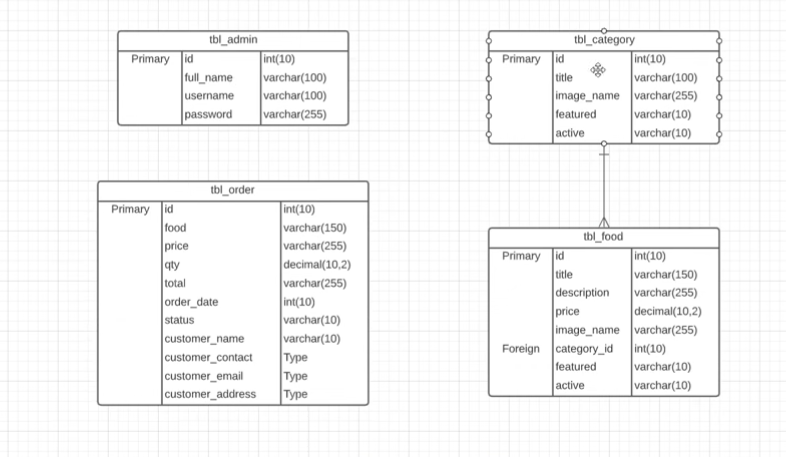 tbl_admin
Primary id int(10)
full_name varchar(100)
username varchar(100)
password varchar(255)
tbl_category
Primary id int(10)
title varchar(100)
image_name varchar(255)
featured varchar(10)
active varchar(10)
tbl_order
Primary id int(10)
food varchar(150)
price varchar(255)
qty decimal(10,2)
total varchar(255)
order_date int(10)
status varchar(10)
customer_name varchar(10)
customer_contact Type
customer_email Type
customer_address Type
tbl_food
Primary id int(10)
title varchar(150)
description varchar(255)
price decimal(10,2)
image_name varchar(255)
Foreign category_id int(10)
featured varchar(10)
active varchar(10)